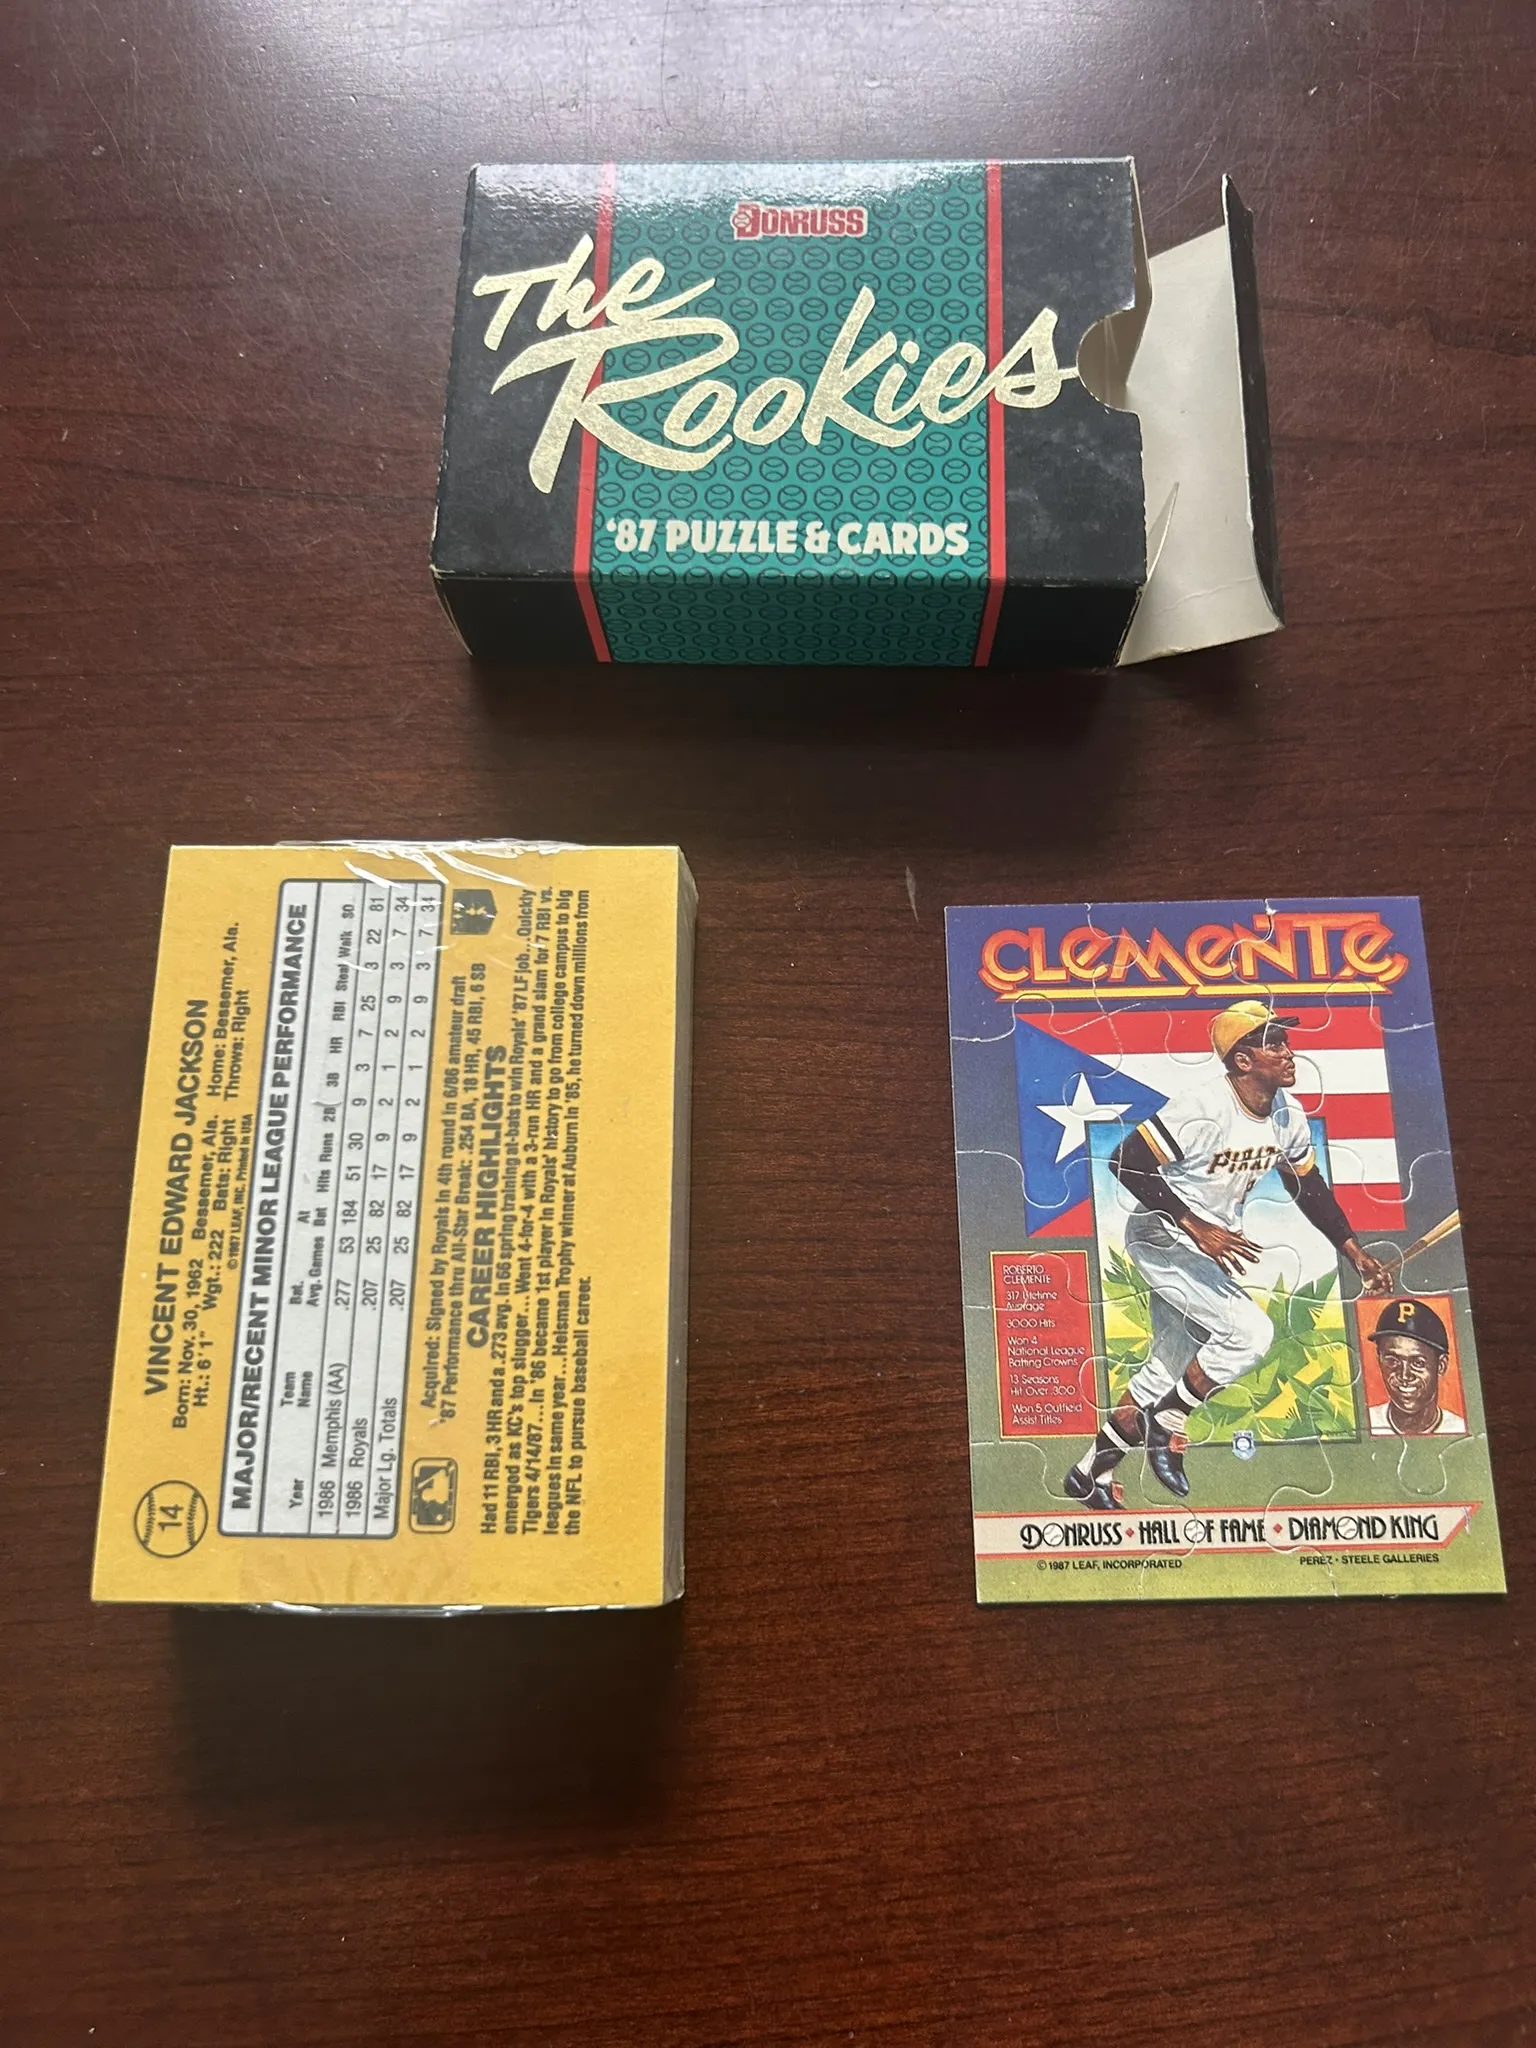 DONRUSS
The
Rookies
'87 PUZZLE & CARDS
14
VINCENT EDWARD JACKSON
Born: Nov. 30, 1962 Bessemer, Ala. Home: Bessemer, Ala.
Ht.: 6'1" Wgt.: 222 Bats: Right Throws: Right
© 1987 LEAF, INC. Printed in USA
MAJOR/RECENT MINOR LEAGUE PERFORMANCE
Year Team Name Bat. Avg. Games At Bat Hits Runs 2B 3B HR RBI Steal Walk SO
1986 Memphis (AA) .277 53 184 51 30 9 3 7 25 3 22 81
1986 Royals .207 25 82 17 9 2 1 2 9 3 7 34
Major Lg. Totals .207 25 82 17 9 2 1 2 9 3 7 34
Acquired: Signed by Royals in 4th round in 6/86 amateur draft
'87 Performance thru All-Star Break: .254 BA, 18 HR, 45 RBI, 6 SB
CAREER HIGHLIGHTS
Had 11 RBI, 3 HR and a .273 avg. in 66 spring training at-bats to win Royals' '87 LF job...Quickly
emerged as KC's top slugger...Went 4-for-4 with a 3-run HR and a grand slam for 7 RBI vs.
Tigers 4/14/87...In '86 became 1st player in Royals' history to go from college campus to big
leagues in same year...Heisman Trophy winner at Auburn in '85, he turned down millions from
the NFL to pursue baseball career.
CLEMENTE
PIRAT
P
ROBERTO
CLEMENTE
317 Lifetime
Average
3000 Hits
Won 4
National League
Batting Crowns
13 Seasons
Hit Over .300
Won 5 Outfield
Assist Titles
DONRUSS • HALL OF FAME • DIAMOND KING
© 1987 LEAF, INCORPORATED PEREZ • STEELE GALLERIES